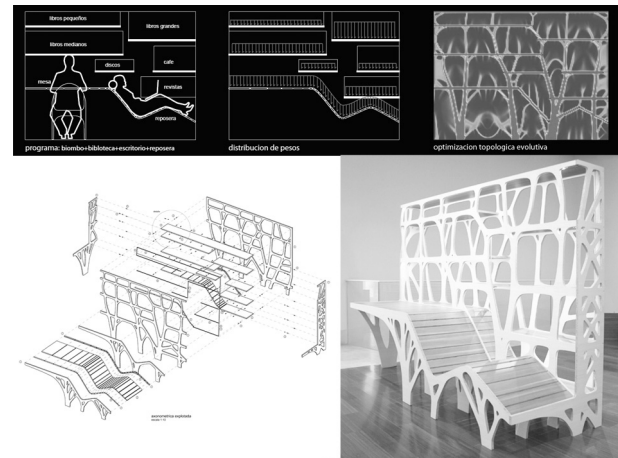 libros pequeños
libros grandes
libros medianos
discos
cafe
mesa
revistas
reposera
programa: biombo+bibloteca+escritorio+reposera
distribucion de pesos
optimizacion topologica evolutiva
axonometrica explotada